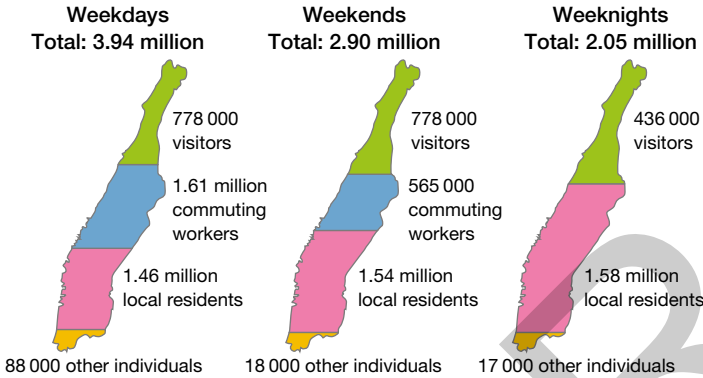 Weekdays
Total: 3.94 million
778 000
visitors
1.61 million
commuting
workers
1.46 million
local residents
88 000 other individuals
Weekends
Total: 2.90 million
778 000
visitors
565 000
commuting
workers
1.54 million
local residents
18 000 other individuals
Weeknights
Total: 2.05 million
436 000
visitors
1.58 million
local residents
17 000 other individuals